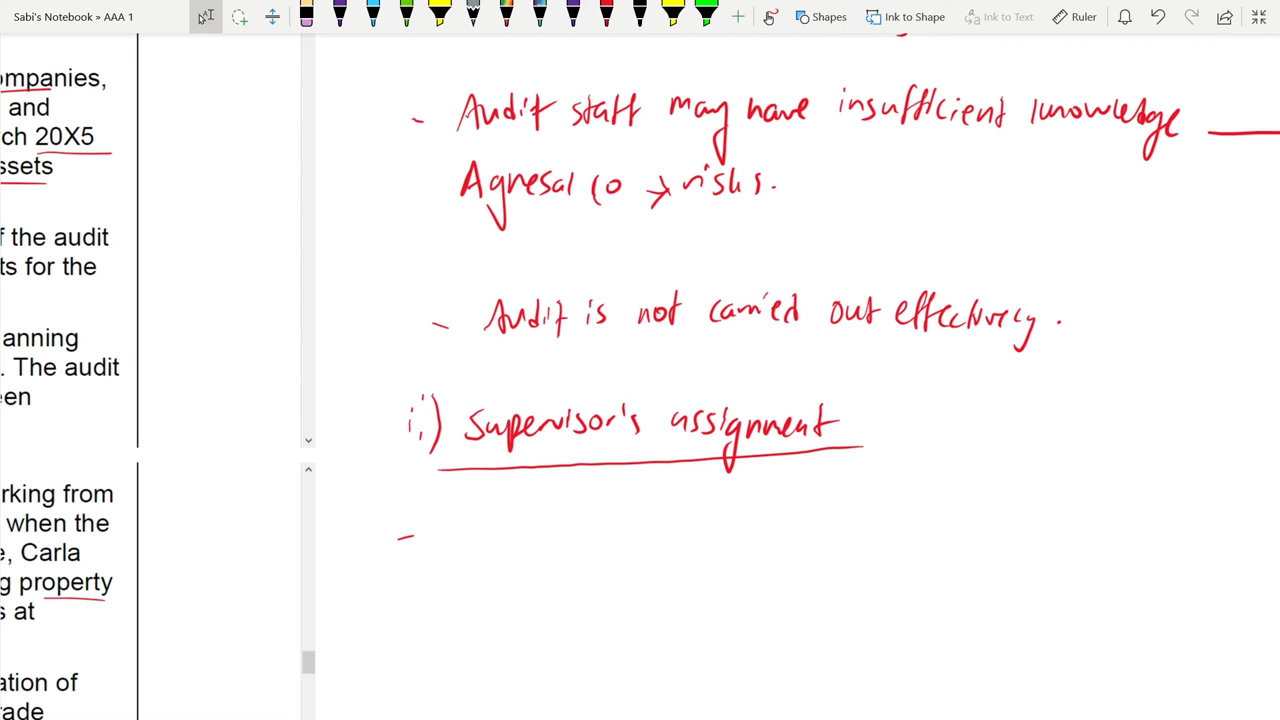 Sabi's Notebook » AAA 1
Shapes
Ink to Shape
Ink to Text
Ruler
ompanies,
and
ch 20X5
ssets
f the audit
ts for the
anning
. The audit
een
rking from
when the
e, Carla
g property
s at
ation of
rade
- Audit staff may have insufficient knowledge
Agnesal Co → risks.
- Audit is not carried out effectively.
ii) Supervisor's assignment
-